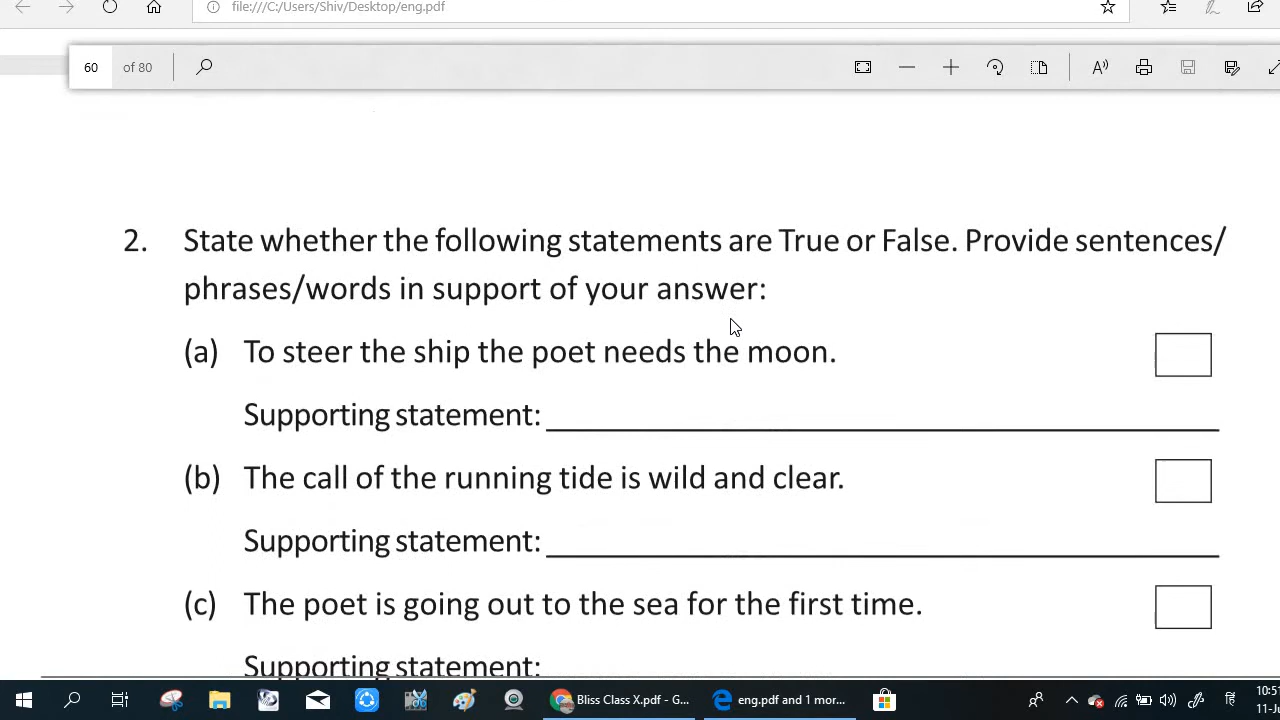 file:///C:/Users/Shiv/Desktop/eng.pdf
60 of 80
2. State whether the following statements are True or False. Provide sentences/
phrases/words in support of your answer:
(a) To steer the ship the poet needs the moon.
Supporting statement:
(b) The call of the running tide is wild and clear.
Supporting statement:
(c) The poet is going out to the sea for the first time.
Supporting statement:
Bliss Class X.pdf - G...
eng.pdf and 1 mor...